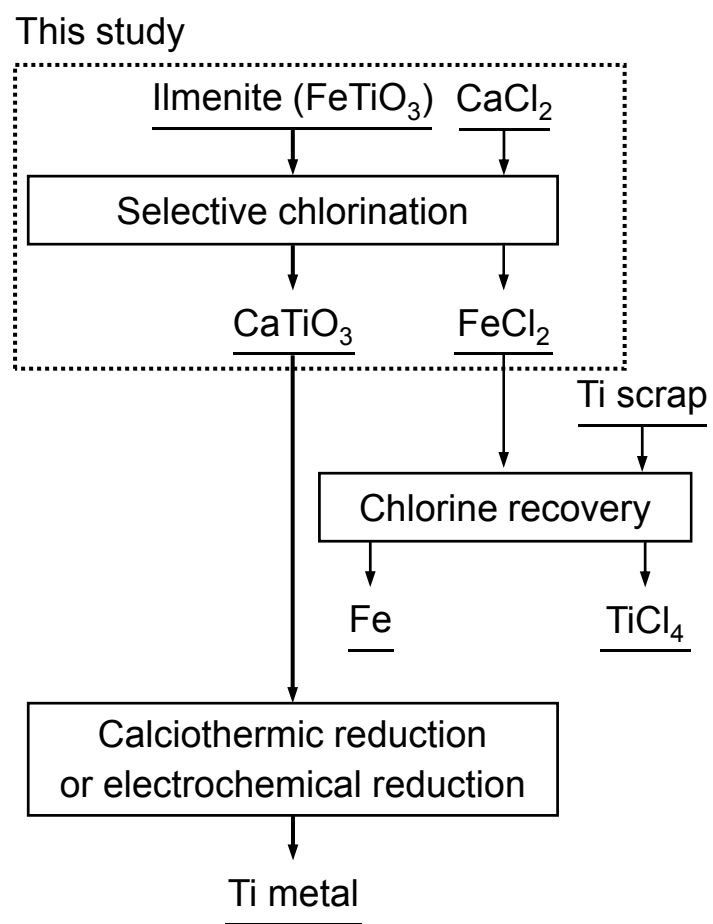 This study
Ilmenite (FeTiO₃) CaCl₂
Selective chlorination
CaTiO₃ FeCl₂
Ti scrap
Chlorine recovery
Fe TiCl₄
Calciothermic reduction
or electrochemical reduction
Ti metal